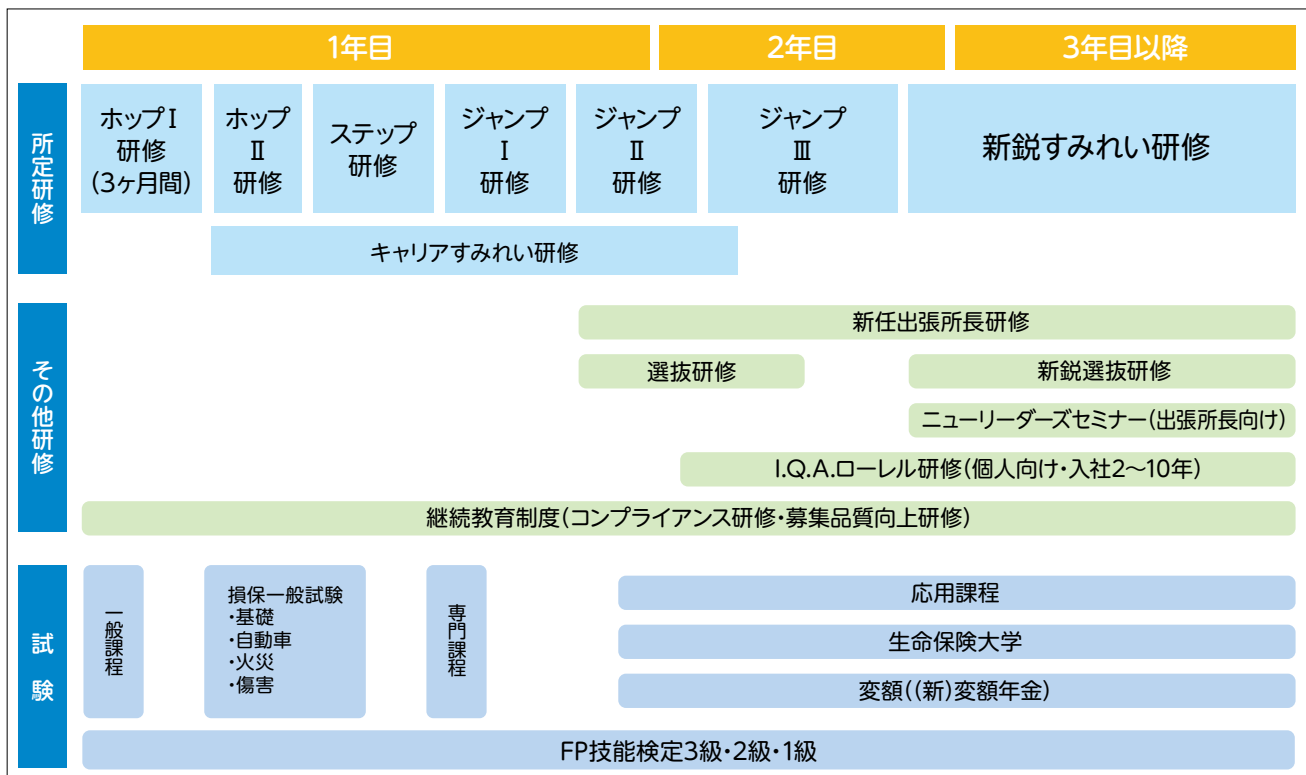 1年目
2年目
3年目以降
所定研修
ホップⅠ
研修
(3ヶ月間)
ホップ
Ⅱ
研修
ステップ
研修
ジャンプ
Ⅰ
研修
ジャンプ
Ⅱ
研修
ジャンプ
Ⅲ
研修
新鋭すみれい研修
キャリアすみれい研修
その他研修
新任出張所長研修
選抜研修
新鋭選抜研修
ニューリーダーズセミナー(出張所長向け)
I.Q.A.ローレル研修(個人向け・入社2〜10年)
継続教育制度(コンプライアンス研修・募集品質向上研修)
試験
一般課程
損保一般試験
・基礎
・自動車
・火災
・傷害
専門課程
応用課程
生命保険大学
変額((新)変額年金)
FP技能検定3級・2級・1級